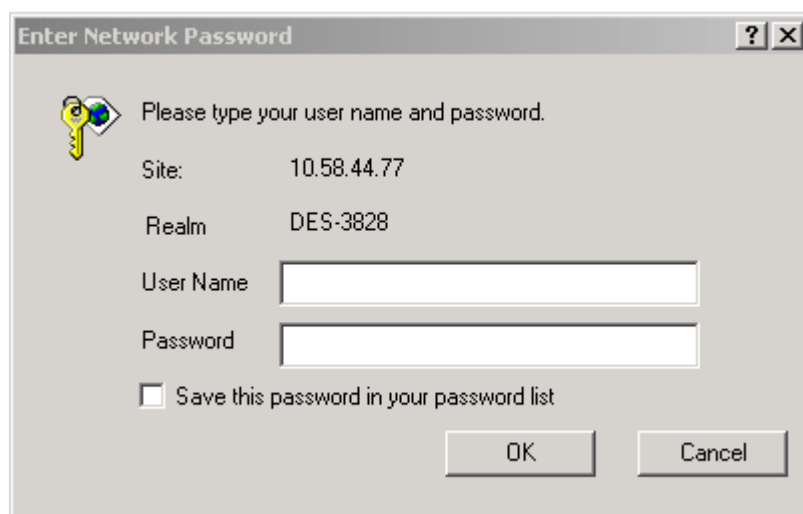 Enter Network Password
Please type your user name and password.
Site: 10.58.44.77
Realm DES-3828
User Name
Password
Save this password in your password list
OK Cancel